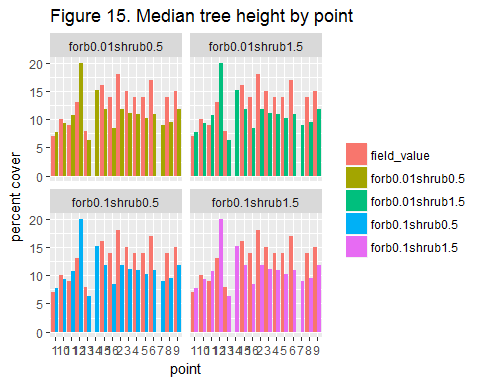 Figure 15. Median tree height by point
forb0.01shrub0.5 forb0.01shrub1.5
20
15
10
5
0
forb0.1shrub0.5 forb0.1shrub1.5
20
15
10
5
0
percent cover
point
field_value
forb0.01shrub0.5
forb0.01shrub1.5
forb0.1shrub0.5
forb0.1shrub1.5